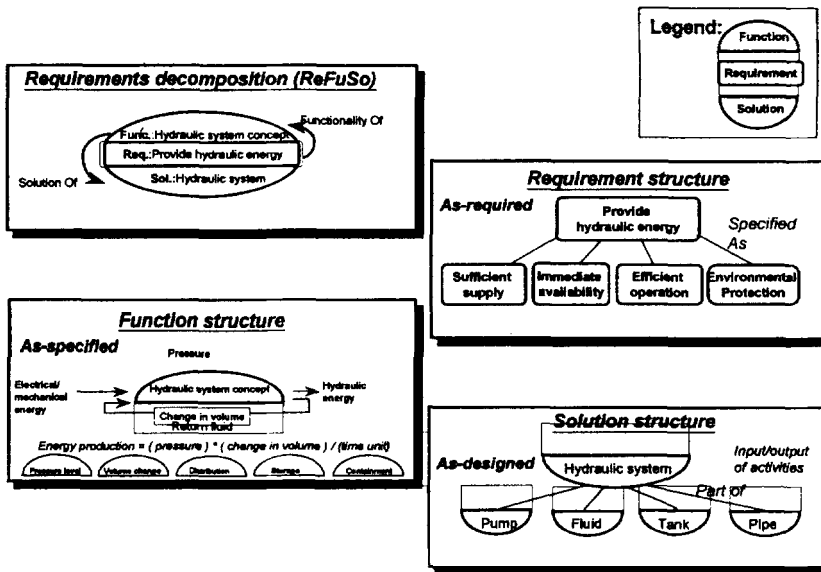 Legend:
Function
Requirement
Solution
Requirements decomposition (ReFuSo)
Functionality Of
Func.:Hydraulic system concept
Req.:Provide hydraulic energy
Solution Of
Sol.:Hydraulic system
Requirement structure
As-required
Provide
hydraulic energy
Specified
As
Sufficient
supply
Immediate
availability
Efficient
operation
Environmental
Protection
Function structure
As-specified
Pressure
Electrical/
mechanical
energy
Hydraulic system concept
Hydraulic
energy
Change in volume
Return fluid
Energy production = ( pressure ) * ( change in volume ) / (time unit)
Pressure level
Volume change
Distribution
Storage
Containment
Solution structure
As-designed
Hydraulic system
Input/output
of activities
Part of
Pump
Fluid
Tank
Pipe